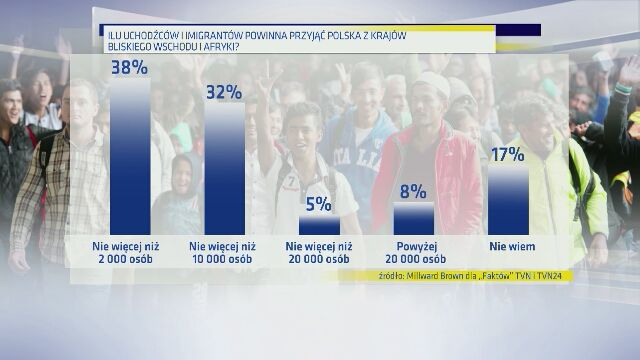 ILU UCHODŹCÓW I IMIGRANTÓW POWINNA PRZYJĄĆ POLSKA Z KRAJÓW
BLISKIEGO WSCHODU I AFRYKI?
38%
32%
5%
8%
17%
Nie więcej niż
2 000 osób
Nie więcej niż
10 000 osób
Nie więcej niż
20 000 osób
Powyżej
20 000 osób
Nie wiem
źródło: Millward Brown dla „Faktów” TVN i TVN24
ITALIA
7